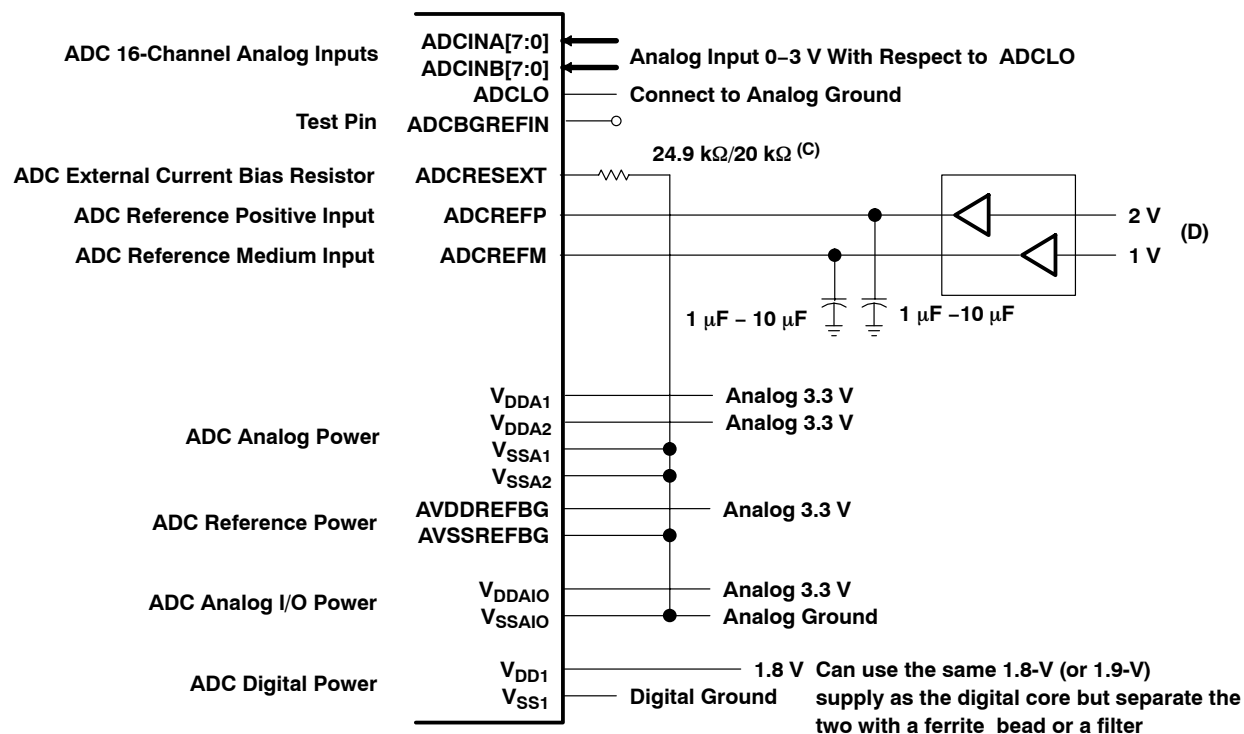 ADC 16-Channel Analog Inputs ADCINA[7:0]
ADCINB[7:0] Analog Input 0–3 V With Respect to ADCLO
ADCLO Connect to Analog Ground
Test Pin ADCBGREFIN
24.9 kΩ/20 kΩ (C)
ADC External Current Bias Resistor ADCRESEXT
ADC Reference Positive Input ADCREFP 2 V
(D)
ADC Reference Medium Input ADCREFM 1 V
1 μF – 10 μF 1 μF –10 μF
VDDA1 Analog 3.3 V
VDDA2 Analog 3.3 V
ADC Analog Power
VSSA1
VSSA2
AVDDREFBG Analog 3.3 V
ADC Reference Power
AVSSREFBG
VDDAIO Analog 3.3 V
ADC Analog I/O Power
VSSAIO Analog Ground
VDD1 1.8 V Can use the same 1.8-V (or 1.9-V)
ADC Digital Power
VSS1 Digital Ground supply as the digital core but separate the
two with a ferrite bead or a filter